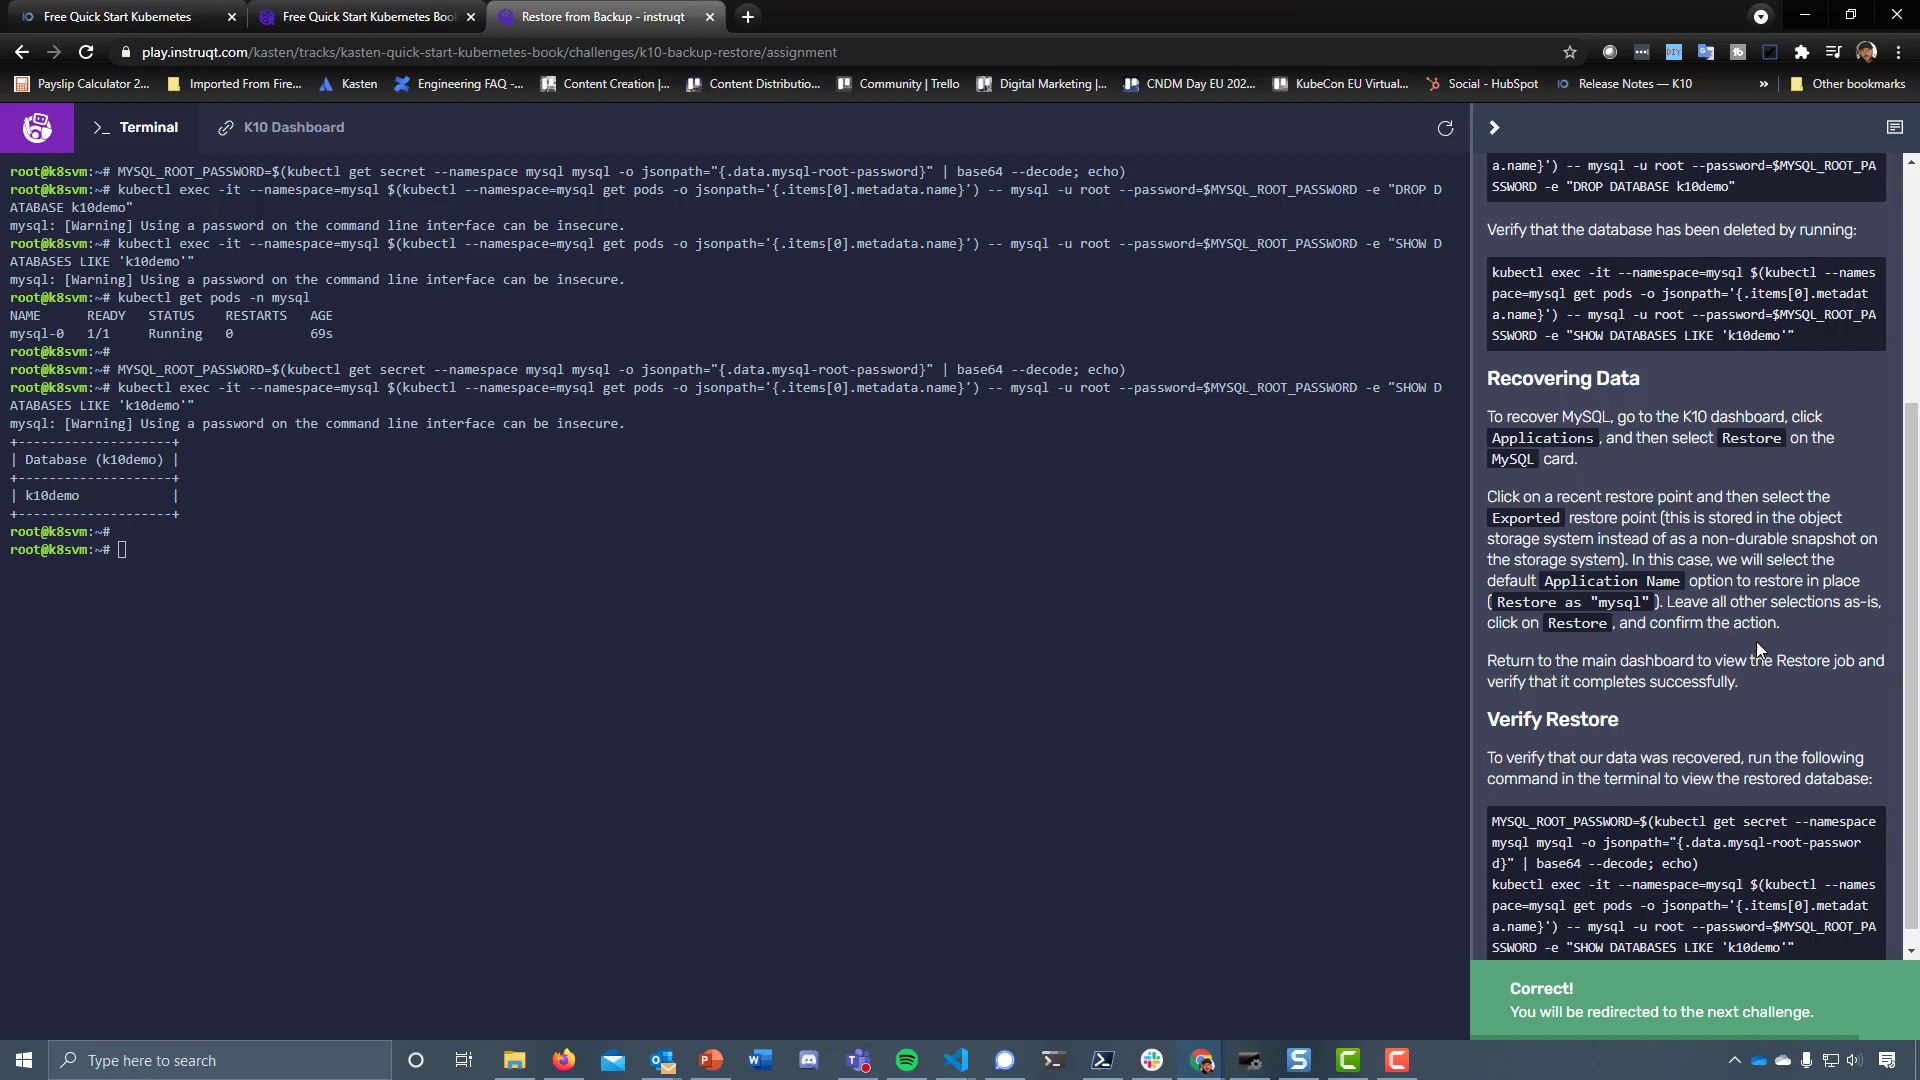 Free Quick Start Kubernetes
Free Quick Start Kubernetes Boo
Restore from Backup - instruqt
play.instruqt.com/kasten/tracks/kasten-quick-start-kubernetes-book/challenges/k10-backup-restore/assignment
Payslip Calculator 2...
Imported From Fire...
Kasten
Engineering FAQ -...
Content Creation |...
Content Distributio...
Community | Trello
Digital Marketing |...
CNDM Day EU 202...
KubeCon EU Virtual...
Social - HubSpot
Release Notes — K10
»
Other bookmarks
>_ Terminal
K10 Dashboard
root@k8svm:~# MYSQL_ROOT_PASSWORD=$(kubectl get secret --namespace mysql mysql -o jsonpath="{.data.mysql-root-password}" | base64 --decode; echo)
root@k8svm:~# kubectl exec -it --namespace=mysql $(kubectl --namespace=mysql get pods -o jsonpath='{.items[0].metadata.name}') -- mysql -u root --password=$MYSQL_ROOT_PASSWORD -e "DROP D
ATABASE k10demo"
mysql: [Warning] Using a password on the command line interface can be insecure.
root@k8svm:~# kubectl exec -it --namespace=mysql $(kubectl --namespace=mysql get pods -o jsonpath='{.items[0].metadata.name}') -- mysql -u root --password=$MYSQL_ROOT_PASSWORD -e "SHOW D
ATABASES LIKE 'k10demo'"
mysql: [Warning] Using a password on the command line interface can be insecure.
root@k8svm:~# kubectl get pods -n mysql
NAME READY STATUS RESTARTS AGE
mysql-0 1/1 Running 0 69s
root@k8svm:~#
root@k8svm:~# MYSQL_ROOT_PASSWORD=$(kubectl get secret --namespace mysql mysql -o jsonpath="{.data.mysql-root-password}" | base64 --decode; echo)
root@k8svm:~# kubectl exec -it --namespace=mysql $(kubectl --namespace=mysql get pods -o jsonpath='{.items[0].metadata.name}') -- mysql -u root --password=$MYSQL_ROOT_PASSWORD -e "SHOW D
ATABASES LIKE 'k10demo'"
mysql: [Warning] Using a password on the command line interface can be insecure.
+--------------------+
| Database (k10demo) |
+--------------------+
| k10demo |
+--------------------+
root@k8svm:~#
root@k8svm:~#
a.name}') -- mysql -u root --password=$MYSQL_ROOT_PA
SSWORD -e "DROP DATABASE k10demo"
Verify that the database has been deleted by running:
kubectl exec -it --namespace=mysql $(kubectl --names
pace=mysql get pods -o jsonpath='{.items[0].metadat
a.name}') -- mysql -u root --password=$MYSQL_ROOT_PA
SSWORD -e "SHOW DATABASES LIKE 'k10demo'"
Recovering Data
To recover MySQL, go to the K10 dashboard, click
Applications, and then select Restore on the
MySQL card.
Click on a recent restore point and then select the
Exported restore point (this is stored in the object
storage system instead of as a non-durable snapshot on
the storage system). In this case, we will select the
default Application Name option to restore in place
(Restore as "mysql"). Leave all other selections as-is,
click on Restore, and confirm the action.
Return to the main dashboard to view the Restore job and
verify that it completes successfully.
Verify Restore
To verify that our data was recovered, run the following
command in the terminal to view the restored database:
MYSQL_ROOT_PASSWORD=$(kubectl get secret --namespace
mysql mysql -o jsonpath="{.data.mysql-root-passwor
d}" | base64 --decode; echo)
kubectl exec -it --namespace=mysql $(kubectl --names
pace=mysql get pods -o jsonpath='{.items[0].metadat
a.name}') -- mysql -u root --password=$MYSQL_ROOT_PA
SSWORD -e "SHOW DATABASES LIKE 'k10demo'"
Correct!
You will be redirected to the next challenge.
Type here to search